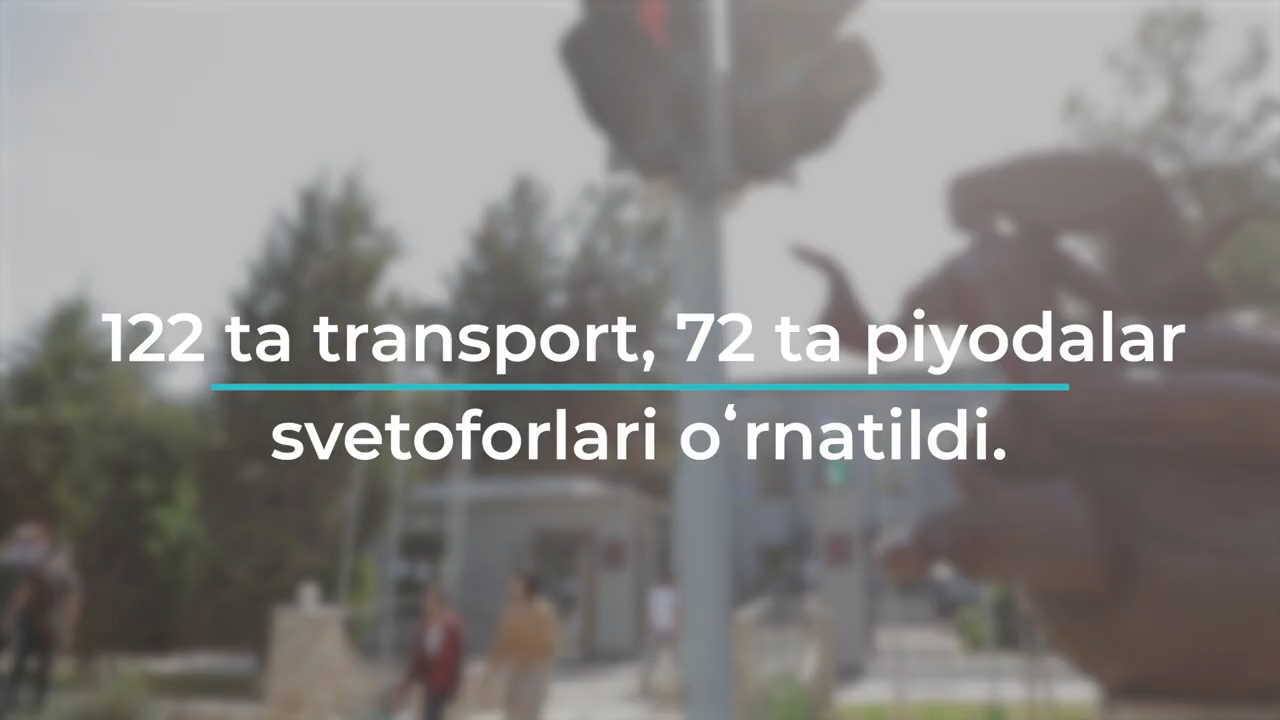 122 ta transport, 72 ta piyodalar
svetoforlari oʻrnatildi.